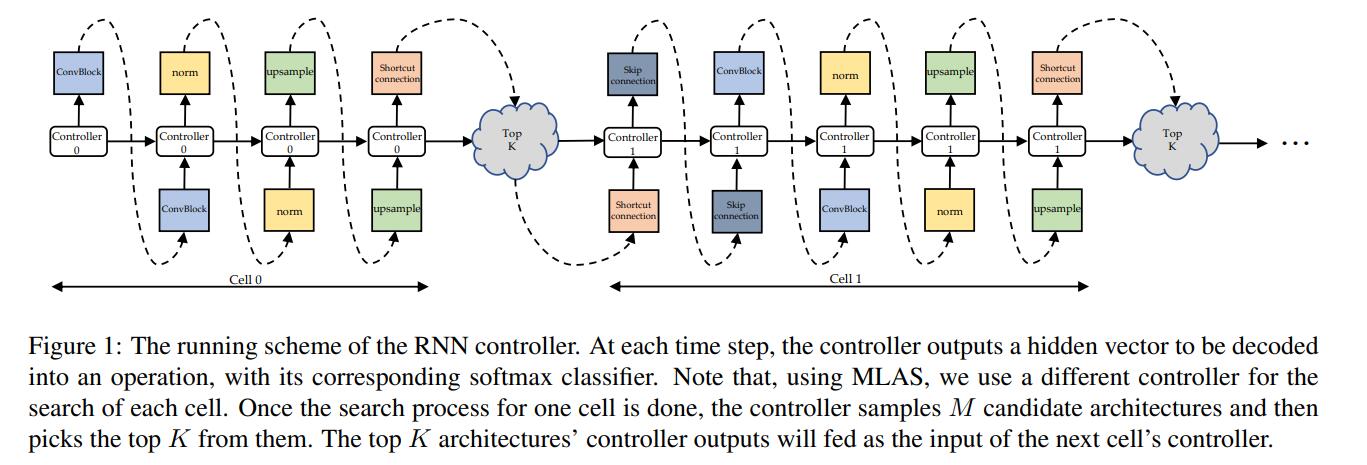 ConvBlock norm upsample Shortcut connection Skip connection ConvBlock norm upsample Shortcut connection
Controller 0 Controller 0 Controller 0 Controller 0 Top K Controller 1 Controller 1 Controller 1 Controller 1 Controller 1 Top K ...
ConvBlock norm upsample Shortcut connection Skip connection ConvBlock norm upsample
Cell 0 Cell 1
Figure 1: The running scheme of the RNN controller. At each time step, the controller outputs a hidden vector to be decoded
into an operation, with its corresponding softmax classifier. Note that, using MLAS, we use a different controller for the
search of each cell. Once the search process for one cell is done, the controller samples M candidate architectures and then
picks the top K from them. The top K architectures' controller outputs will fed as the input of the next cell's controller.